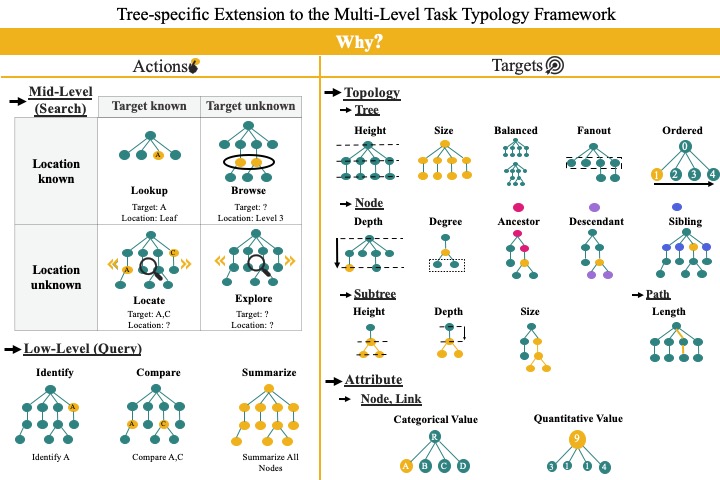 Tree-specific Extension to the Multi-Level Task Typology Framework
Why?
Actions
Mid-Level
(Search)
Target known
Target unknown
Location
known
A
Lookup
Target: A
Location: Leaf
Browse
Target: ?
Location: Level 3
Location
unknown
« A C »
Locate
Target: A,C
Location: ?
« »
Explore
Target: ?
Location: ?
Low-Level (Query)
Identify
A
Identify A
Compare
A C
Compare A,C
Summarize
Summarize All
Nodes
Targets
Topology
Tree
Height
Size
Balanced
Fanout
Ordered
0
1 2 3 4
Node
Depth
Degree
Ancestor
Descendant
Sibling
Subtree
Height
Depth
Size
Path
Length
Attribute
Node, Link
Categorical Value
R
A B C D
Quantitative Value
9
3 1 1 4